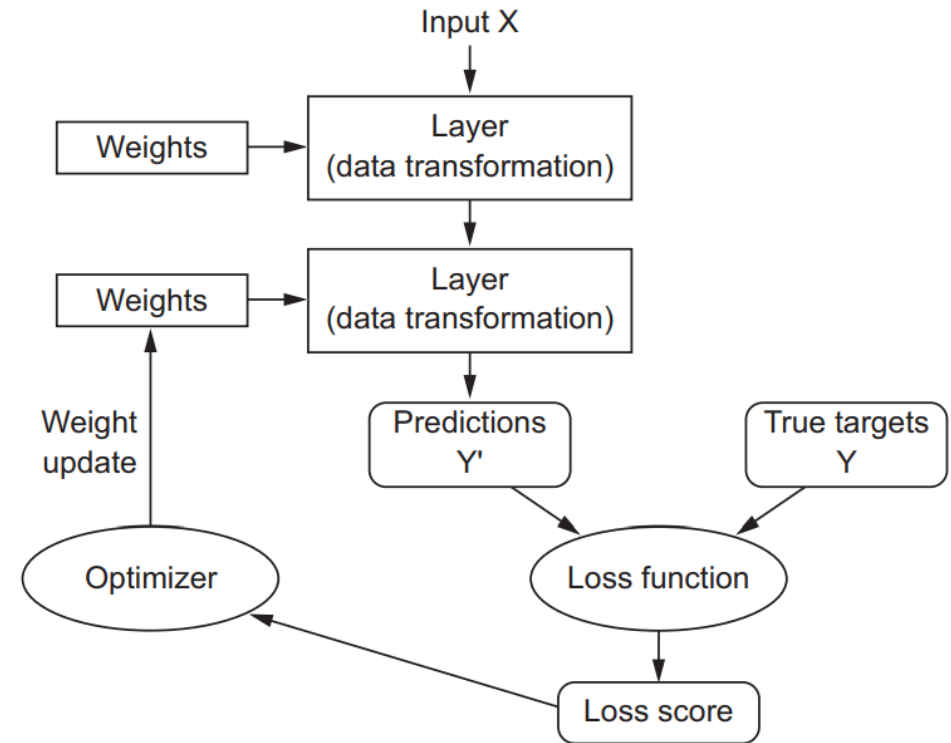 Input X
Layer
(data transformation)
Weights
Layer
(data transformation)
Weights
Weight
update
Predictions
Y'
True targets
Y
Optimizer
Loss function
Loss score